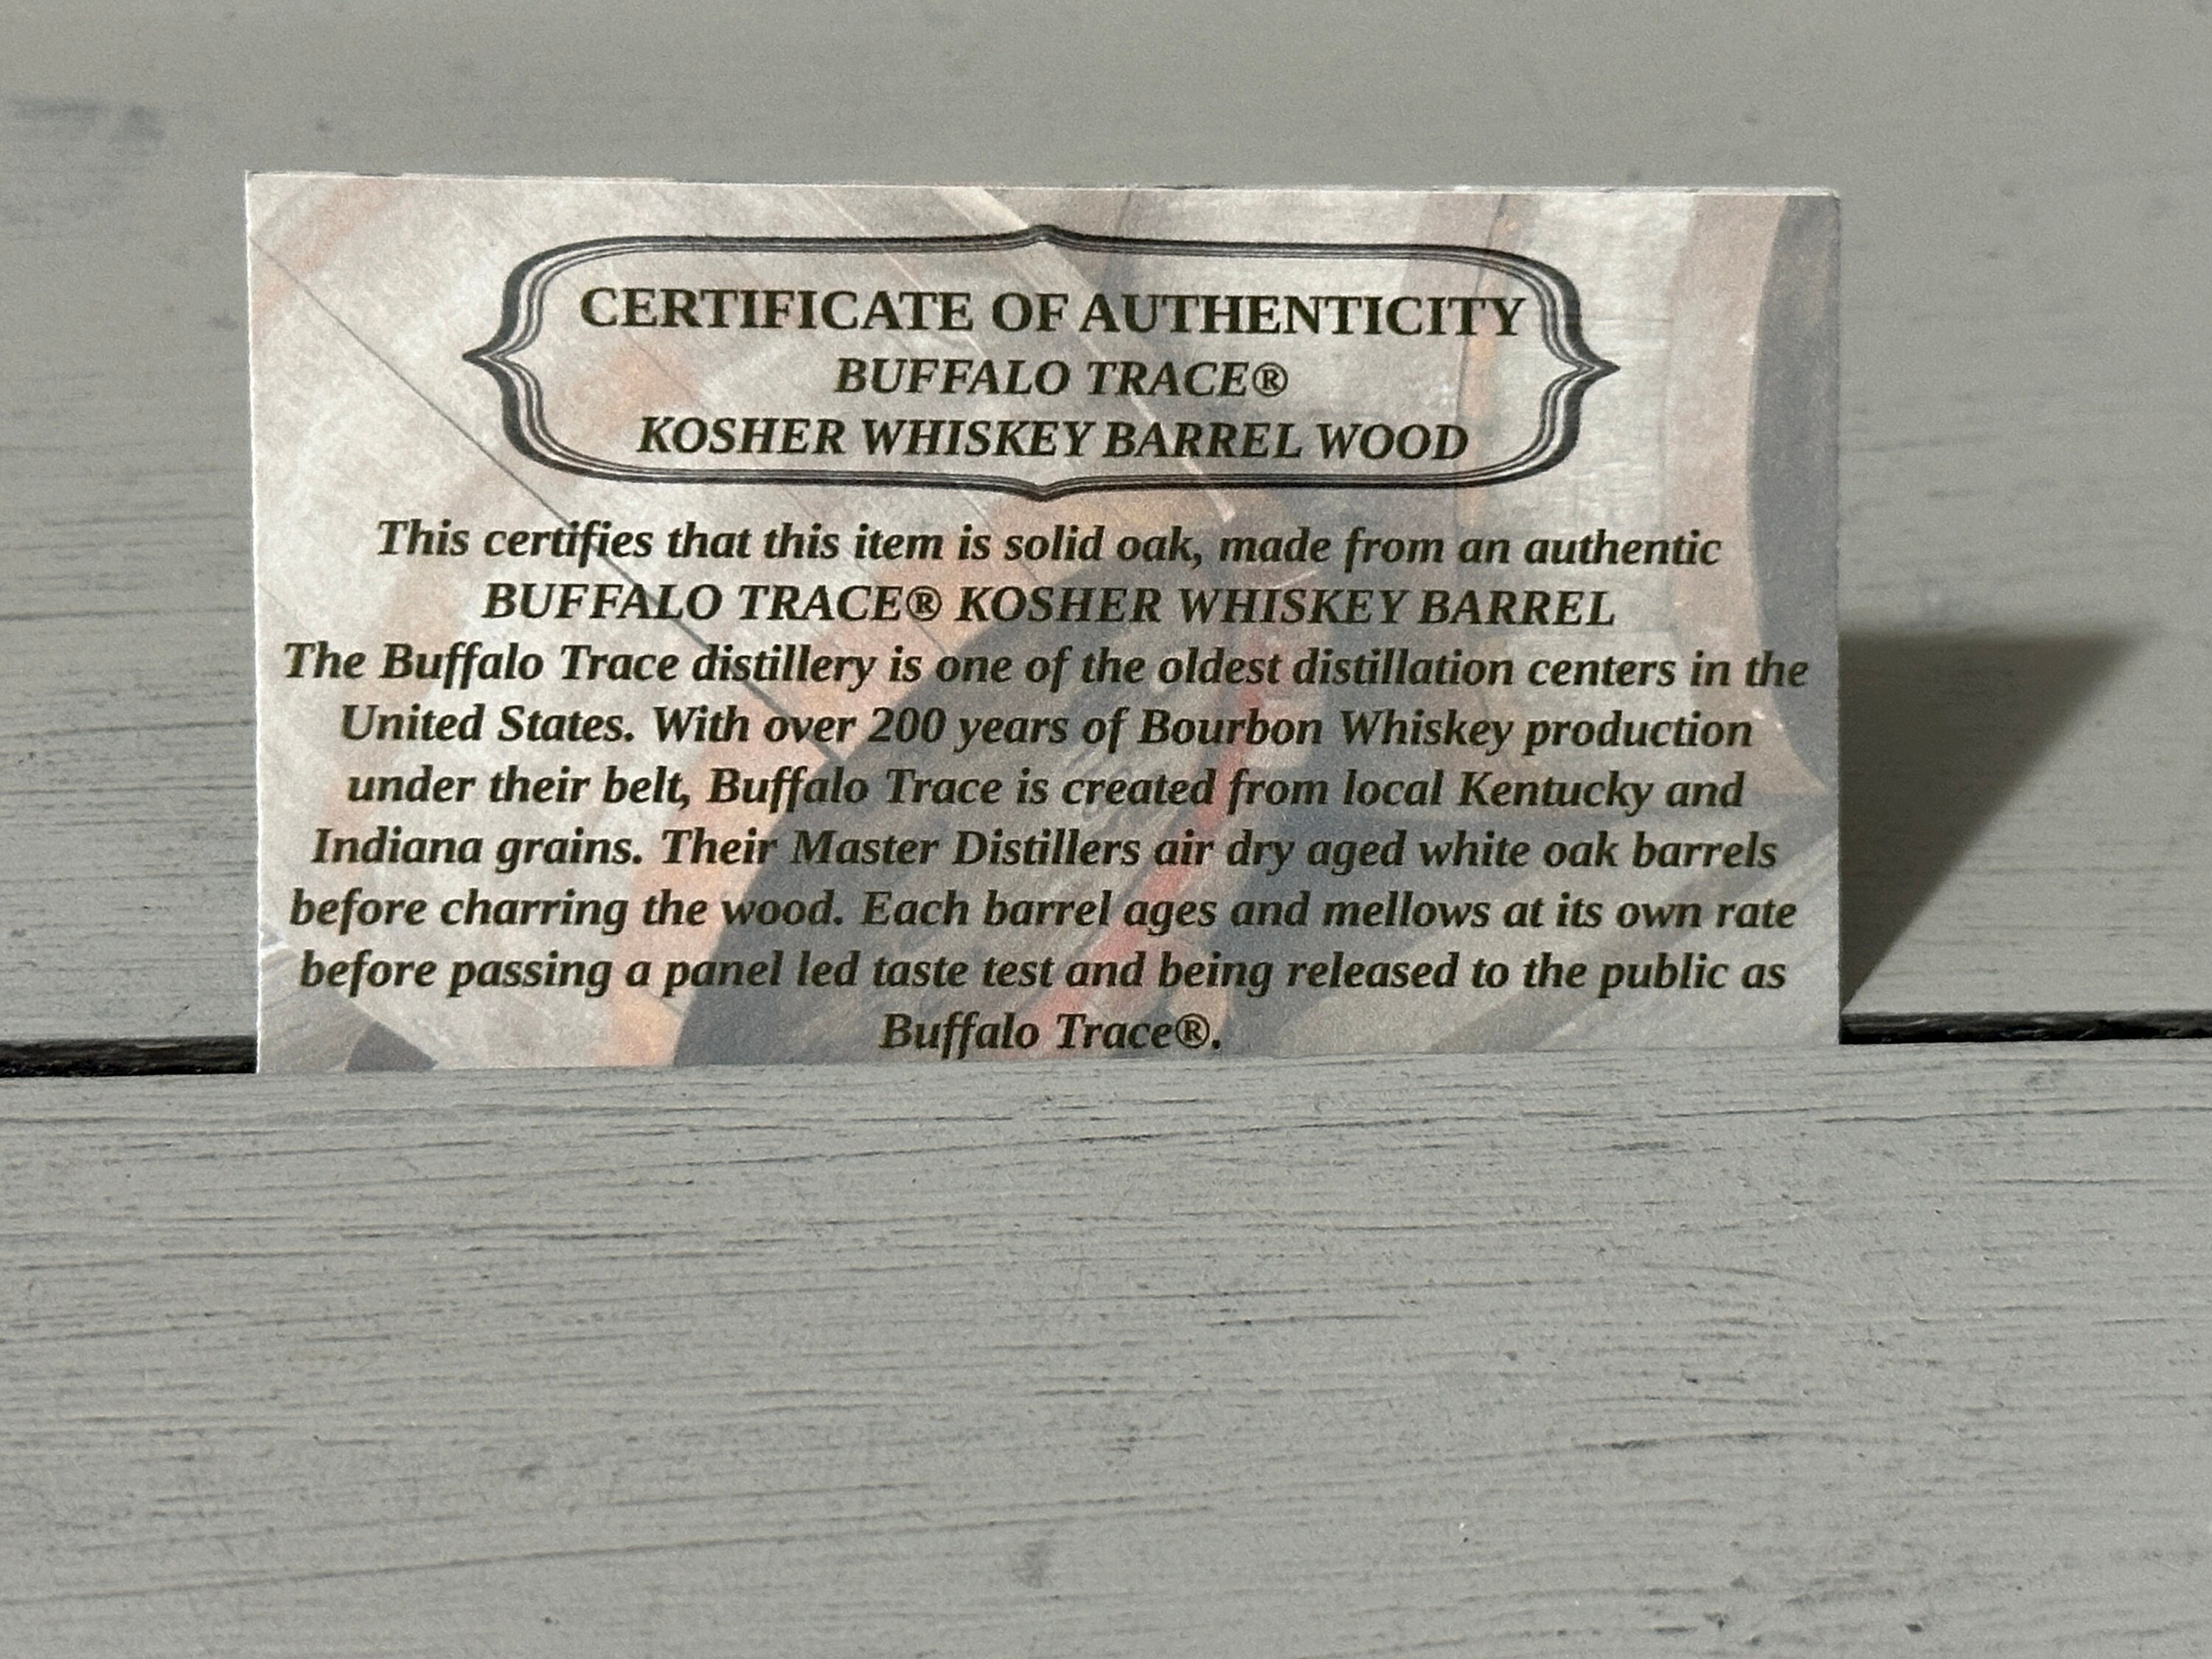 CERTIFICATE OF AUTHENTICITY
BUFFALO TRACE®
KOSHER WHISKEY BARREL WOOD
This certifies that this item is solid oak, made from an authentic
BUFFALO TRACE® KOSHER WHISKEY BARREL
The Buffalo Trace distillery is one of the oldest distillation centers in the
United States. With over 200 years of Bourbon Whiskey production
under their belt, Buffalo Trace is created from local Kentucky and
Indiana grains. Their Master Distillers air dry aged white oak barrels
before charring the wood. Each barrel ages and mellows at its own rate
before passing a panel led taste test and being released to the public as
Buffalo Trace®.